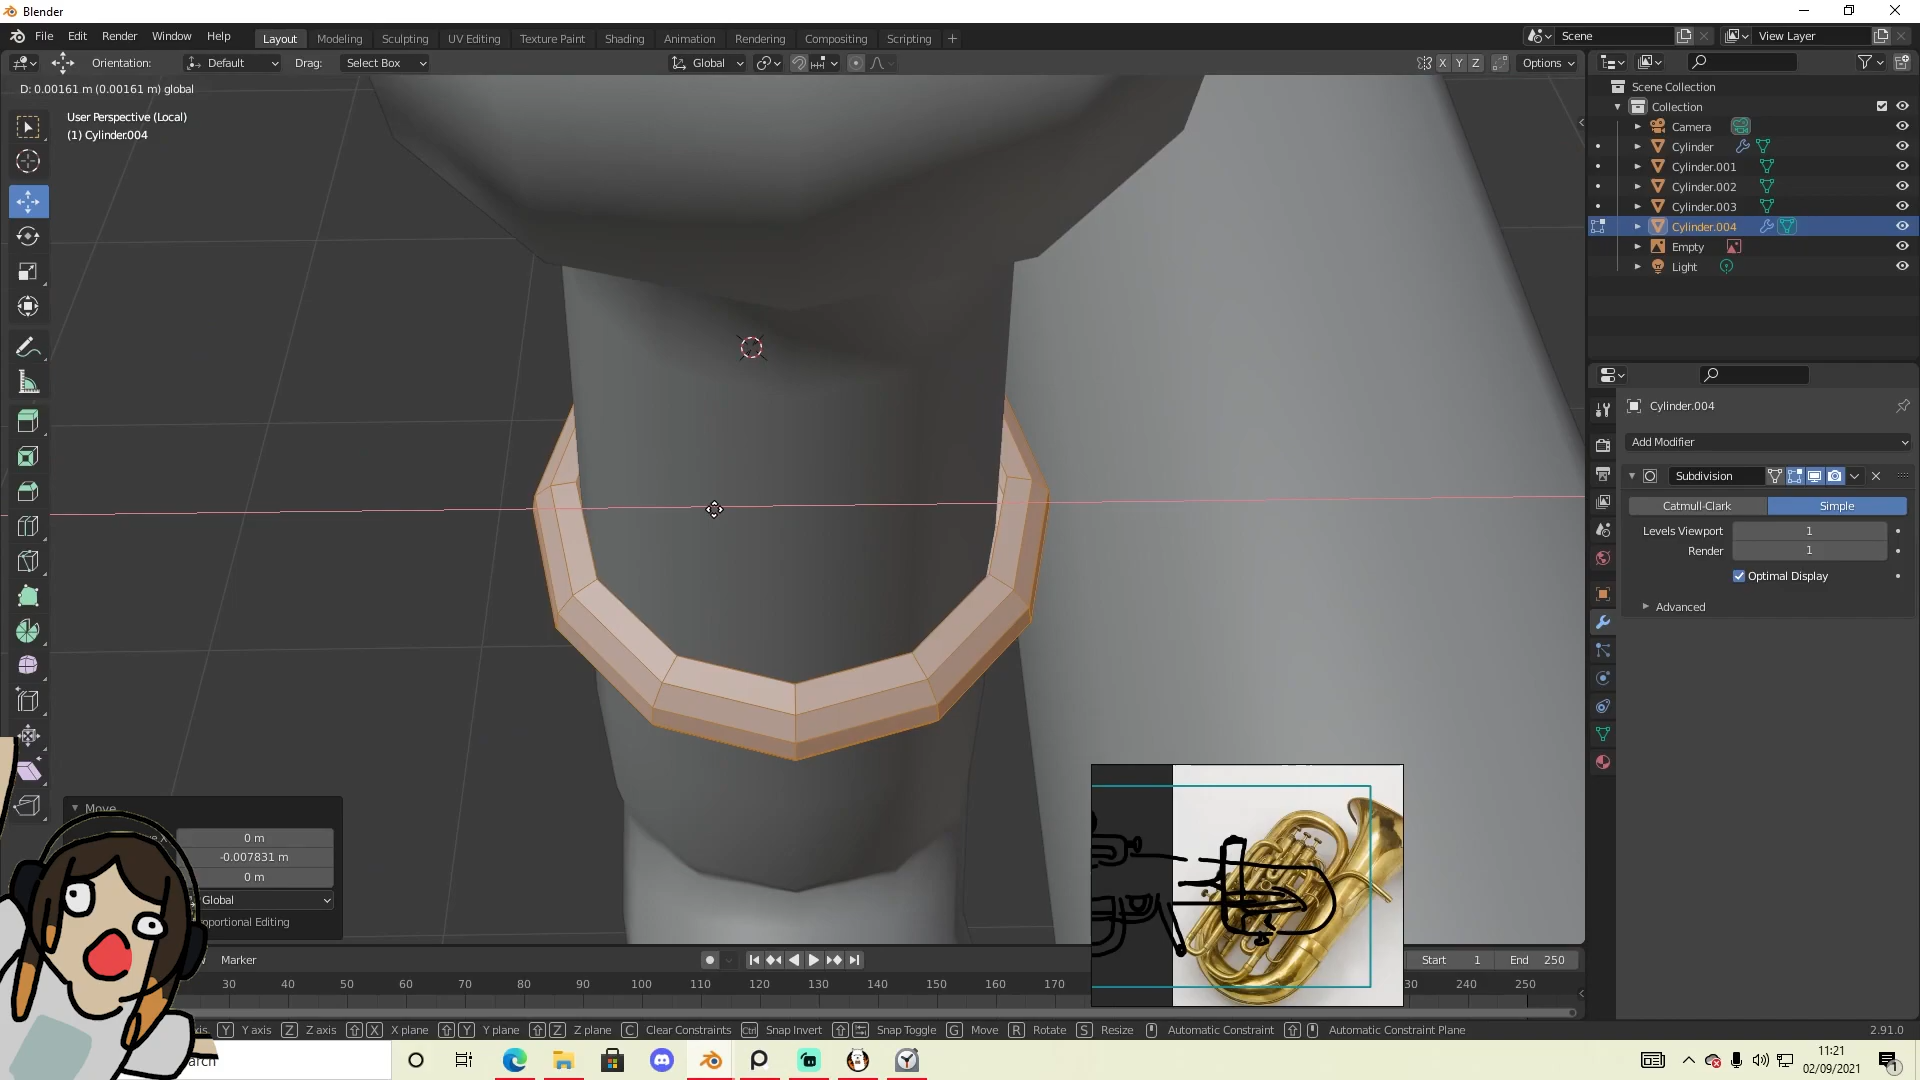 Blender
File Edit Render Window Help
Layout Modeling Sculpting UV Editing Texture Paint Shading Animation Rendering Compositing Scripting +
Scene View Layer
Orientation: Default Drag: Select Box Global X Y Z Options
D: 0.00161 m (0.00161 m) global
User Perspective (Local)
(1) Cylinder.004
Scene Collection
Collection
Camera
Cylinder
Cylinder.001
Cylinder.002
Cylinder.003
Cylinder.004
Empty
Light
Cylinder.004
Add Modifier
Subdivision
Catmull-Clark Simple
Levels Viewport 1
Render 1
Optimal Display
Advanced
Move
0 m
-0.007831 m
0 m
Global
oportional Editing
Marker
Start 1 End 250
30 40 50 60 70 80 90 100 110 120 130 140 150 160 170 30 240 250
xis Y Y axis Z Z axis X X plane Y Y plane Z Z plane C Clear Constraints Ctrl Snap Invert Snap Toggle G Move R Rotate S Resize Automatic Constraint Automatic Constraint Plane 2.91.0
arch
11:21
02/09/2021
1